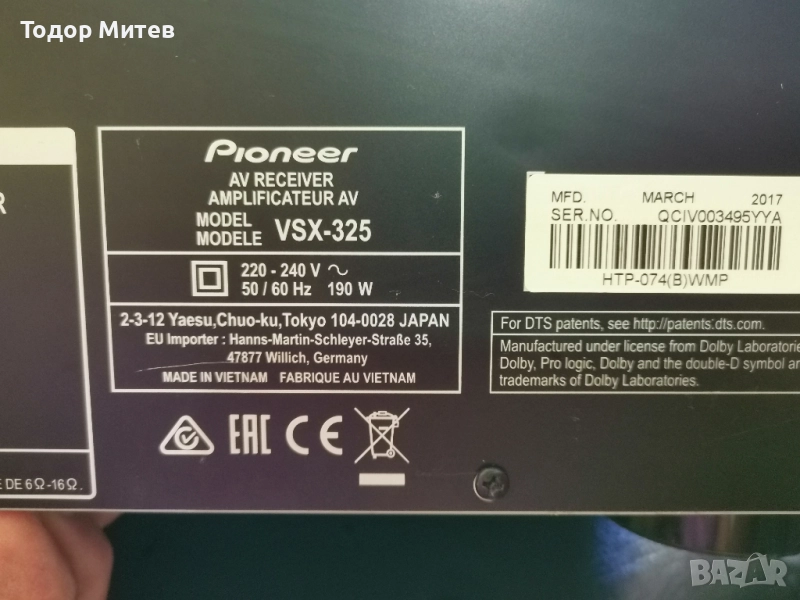 Тодор Митев
R
Pioneer
AV RECEIVER
AMPLIFICATEUR AV
MODEL
MODELE VSX-325
220 - 240 V ~
50 / 60 Hz 190 W
2-3-12 Yaesu,Chuo-ku,Tokyo 104-0028 JAPAN
EU Importer : Hanns-Martin-Schleyer-Straße 35,
47877 Willich, Germany
MADE IN VIETNAM FABRIQUE AU VIETNAM
EAC CE
E DE 6Ω-16Ω.
MFD. MARCH 2017
SER.NO. QCIV003495YYA
HTP-074(B)WMP
For DTS patents, see http://patents.dts.com.
Manufactured under license from Dolby Laboratorie
Dolby, Pro logic, Dolby and the double-D symbol ar
trademarks of Dolby Laboratories.
BAZAR